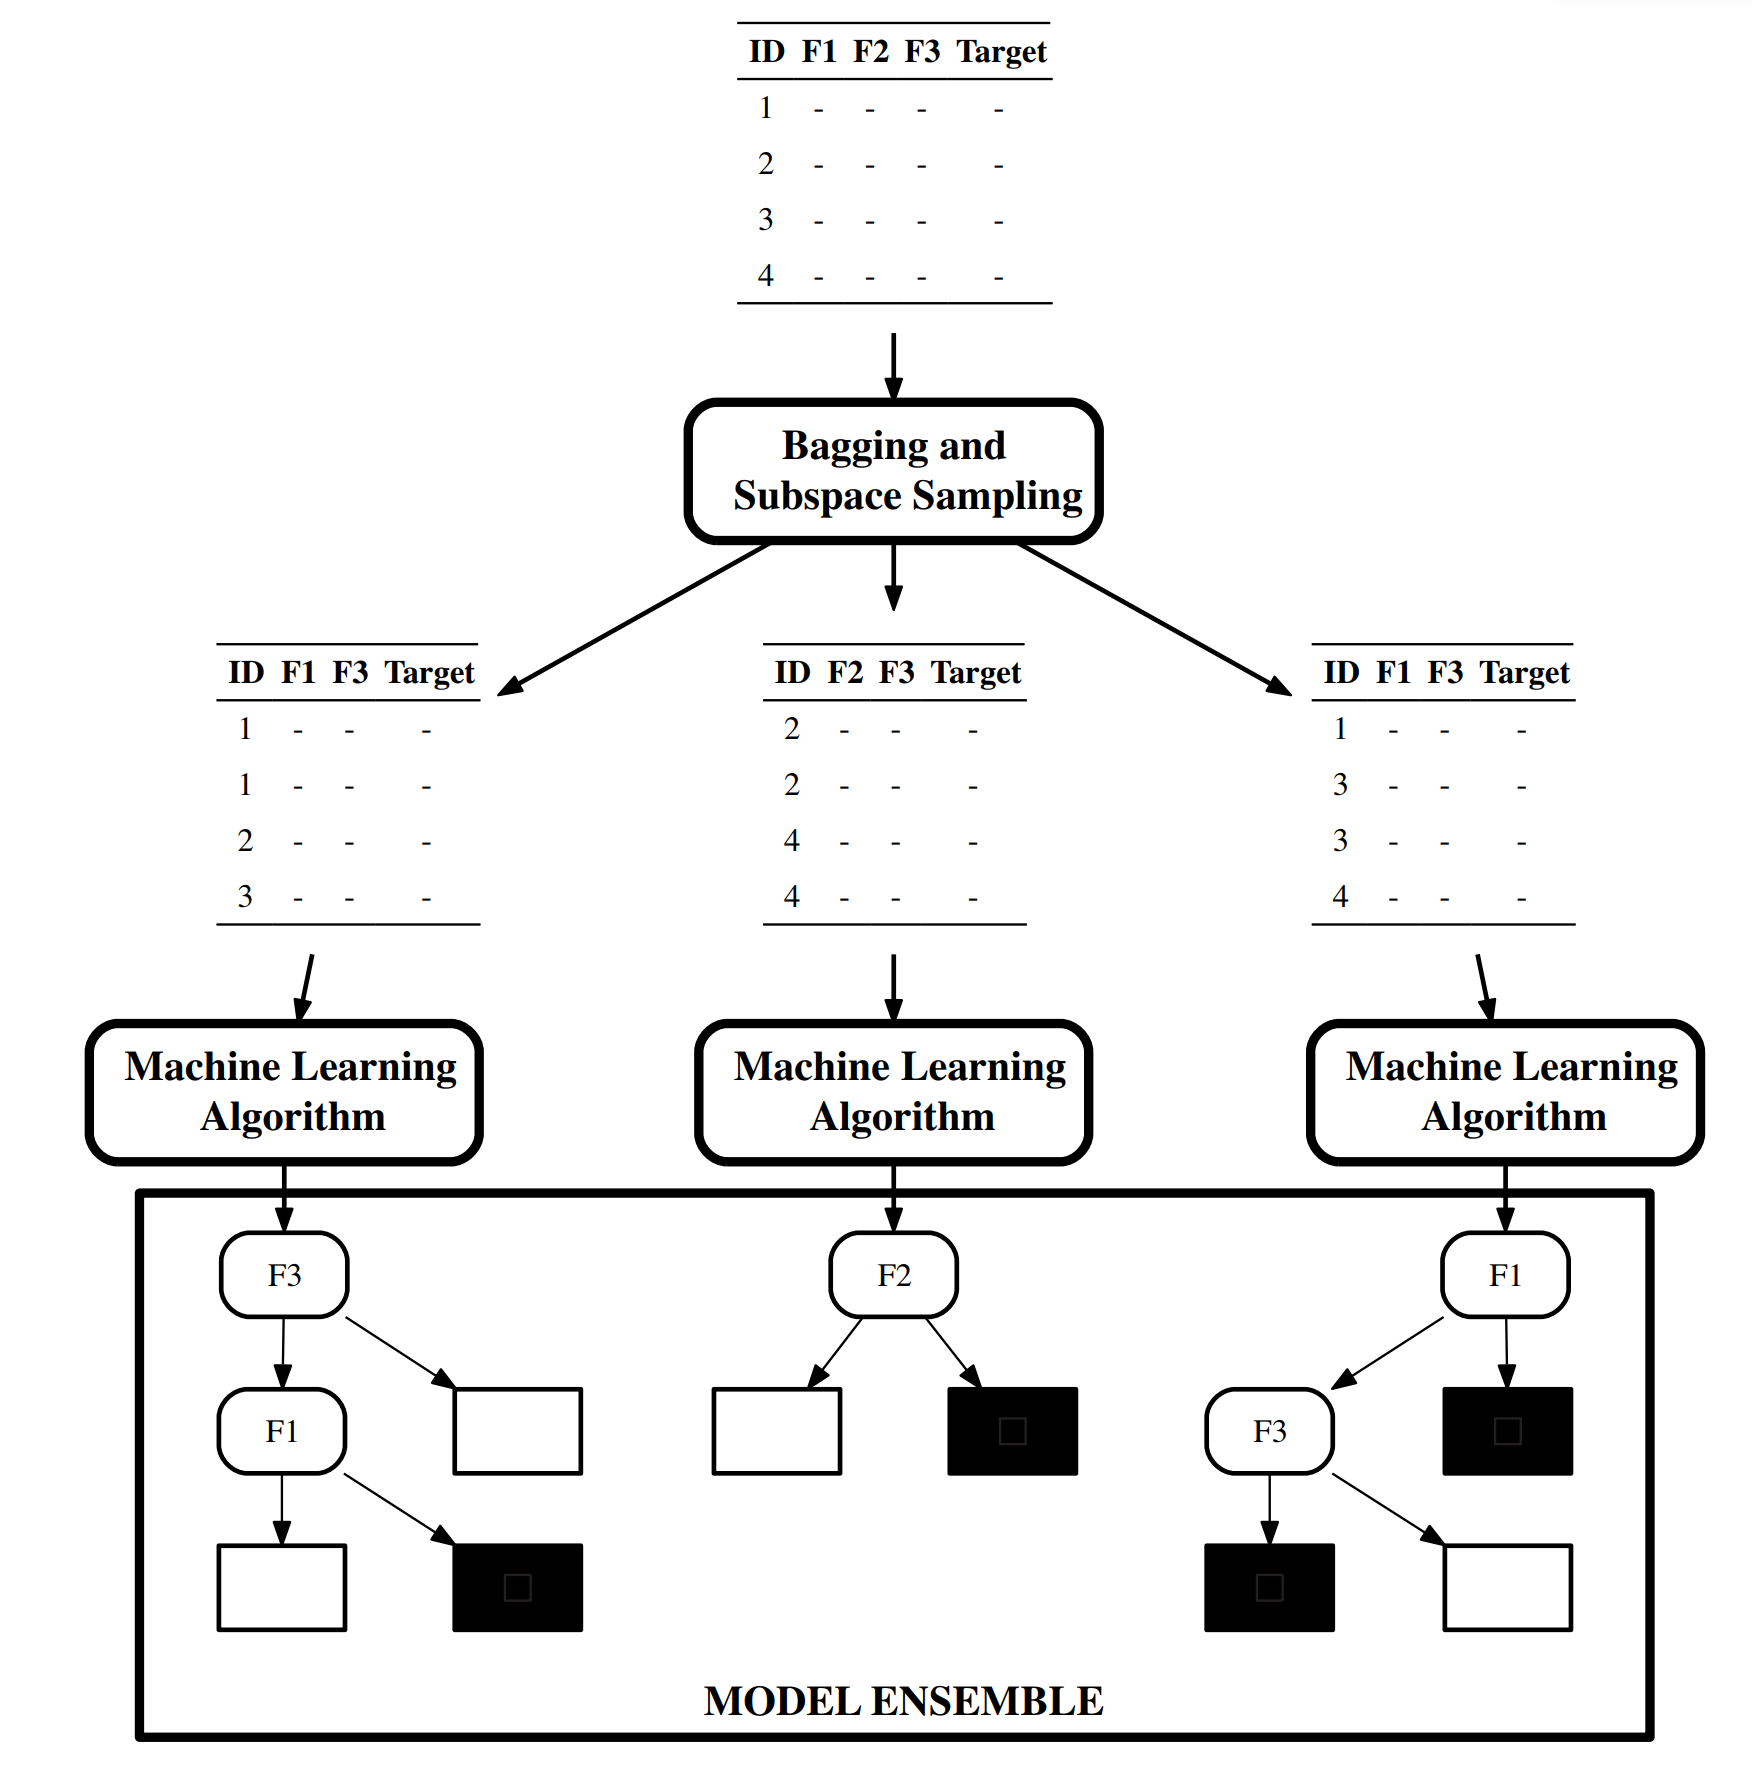 ID F1 F2 F3 Target
1 - - - -
2 - - - -
3 - - - -
4 - - - -
Bagging and
Subspace Sampling
ID F1 F3 Target
1 - - -
1 - - -
2 - - -
3 - - -
ID F2 F3 Target
2 - - -
2 - - -
4 - - -
4 - - -
ID F1 F3 Target
1 - - -
3 - - -
3 - - -
4 - - -
Machine Learning
Algorithm
Machine Learning
Algorithm
Machine Learning
Algorithm
F3
F2
F1
F1
F3
MODEL ENSEMBLE